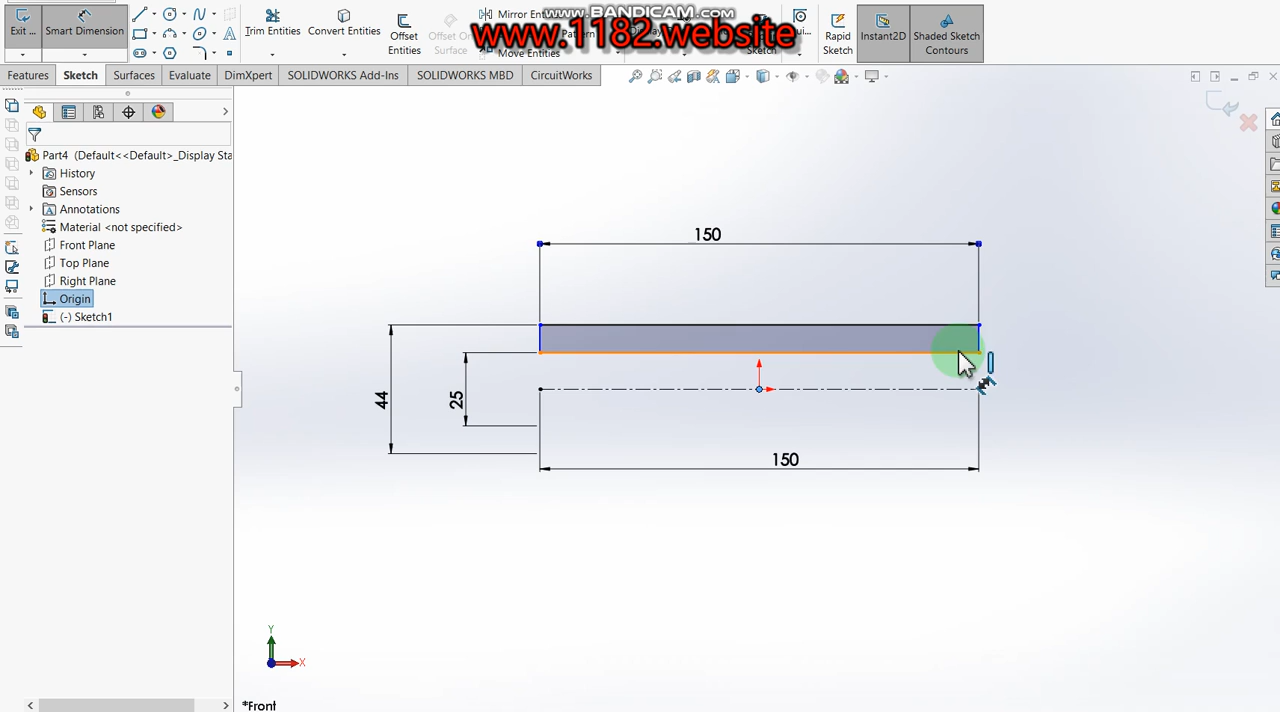 www.BANDICAM.com
www.1182.website
Exit ...
Smart Dimension
Trim Entities
Convert Entities
Offset Entities
Offset On Surface
Mirror Enti
Pattern
Move Entities
Rapid Sketch
Instant2D
Shaded Sketch Contours
Features
Sketch
Surfaces
Evaluate
DimXpert
SOLIDWORKS Add-Ins
SOLIDWORKS MBD
CircuitWorks
Part4 (Default<<Default>_Display Sta
History
Sensors
Annotations
Material <not specified>
Front Plane
Top Plane
Right Plane
Origin
(-) Sketch1
150
44
25
150
Y
X
*Front